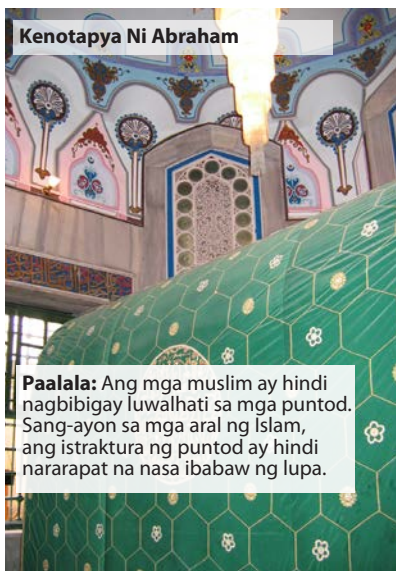 Kenotapya Ni Abraham
Paalala: Ang mga muslim ay hindi
nagbibigay luwalhati sa mga puntod.
Sang-ayon sa mga aral ng Islam,
ang istraktura ng puntod ay hindi
nararapat na nasa ibabaw ng lupa.